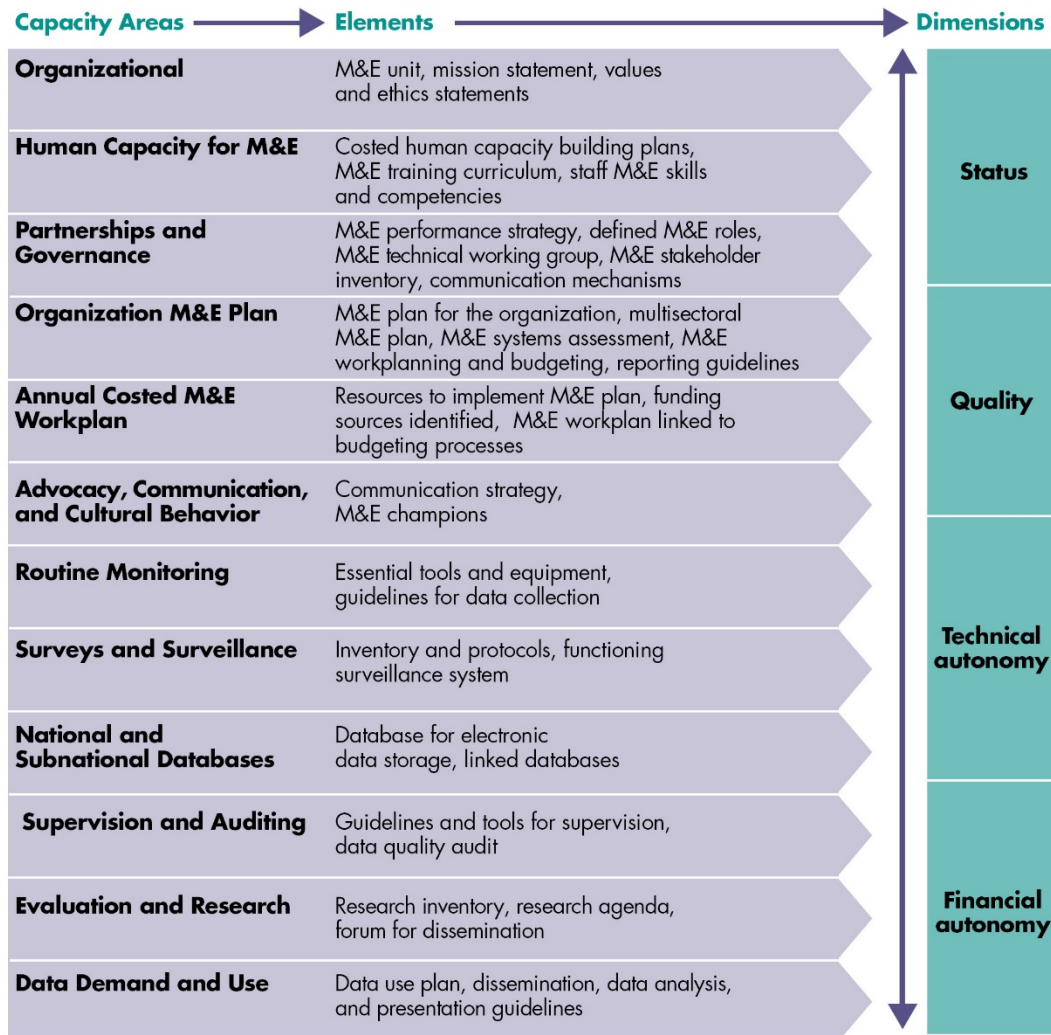 Capacity Areas Elements Dimensions
Organizational
M&E unit, mission statement, values
and ethics statements
Human Capacity for M&E
Costed human capacity building plans,
M&E training curriculum, staff M&E skills
and competencies
Partnerships and
Governance
M&E performance strategy, defined M&E roles,
M&E technical working group, M&E stakeholder
inventory, communication mechanisms
Organization M&E Plan
M&E plan for the organization, multisectoral
M&E plan, M&E systems assessment, M&E
workplanning and budgeting, reporting guidelines
Annual Costed M&E
Workplan
Resources to implement M&E plan, funding
sources identified, M&E workplan linked to
budgeting processes
Advocacy, Communication,
and Cultural Behavior
Communication strategy,
M&E champions
Routine Monitoring
Essential tools and equipment,
guidelines for data collection
Surveys and Surveillance
Inventory and protocols, functioning
surveillance system
National and
Subnational Databases
Database for electronic
data storage, linked databases
Supervision and Auditing
Guidelines and tools for supervision,
data quality audit
Evaluation and Research
Research inventory, research agenda,
forum for dissemination
Data Demand and Use
Data use plan, dissemination, data analysis,
and presentation guidelines
Status
Quality
Technical
autonomy
Financial
autonomy